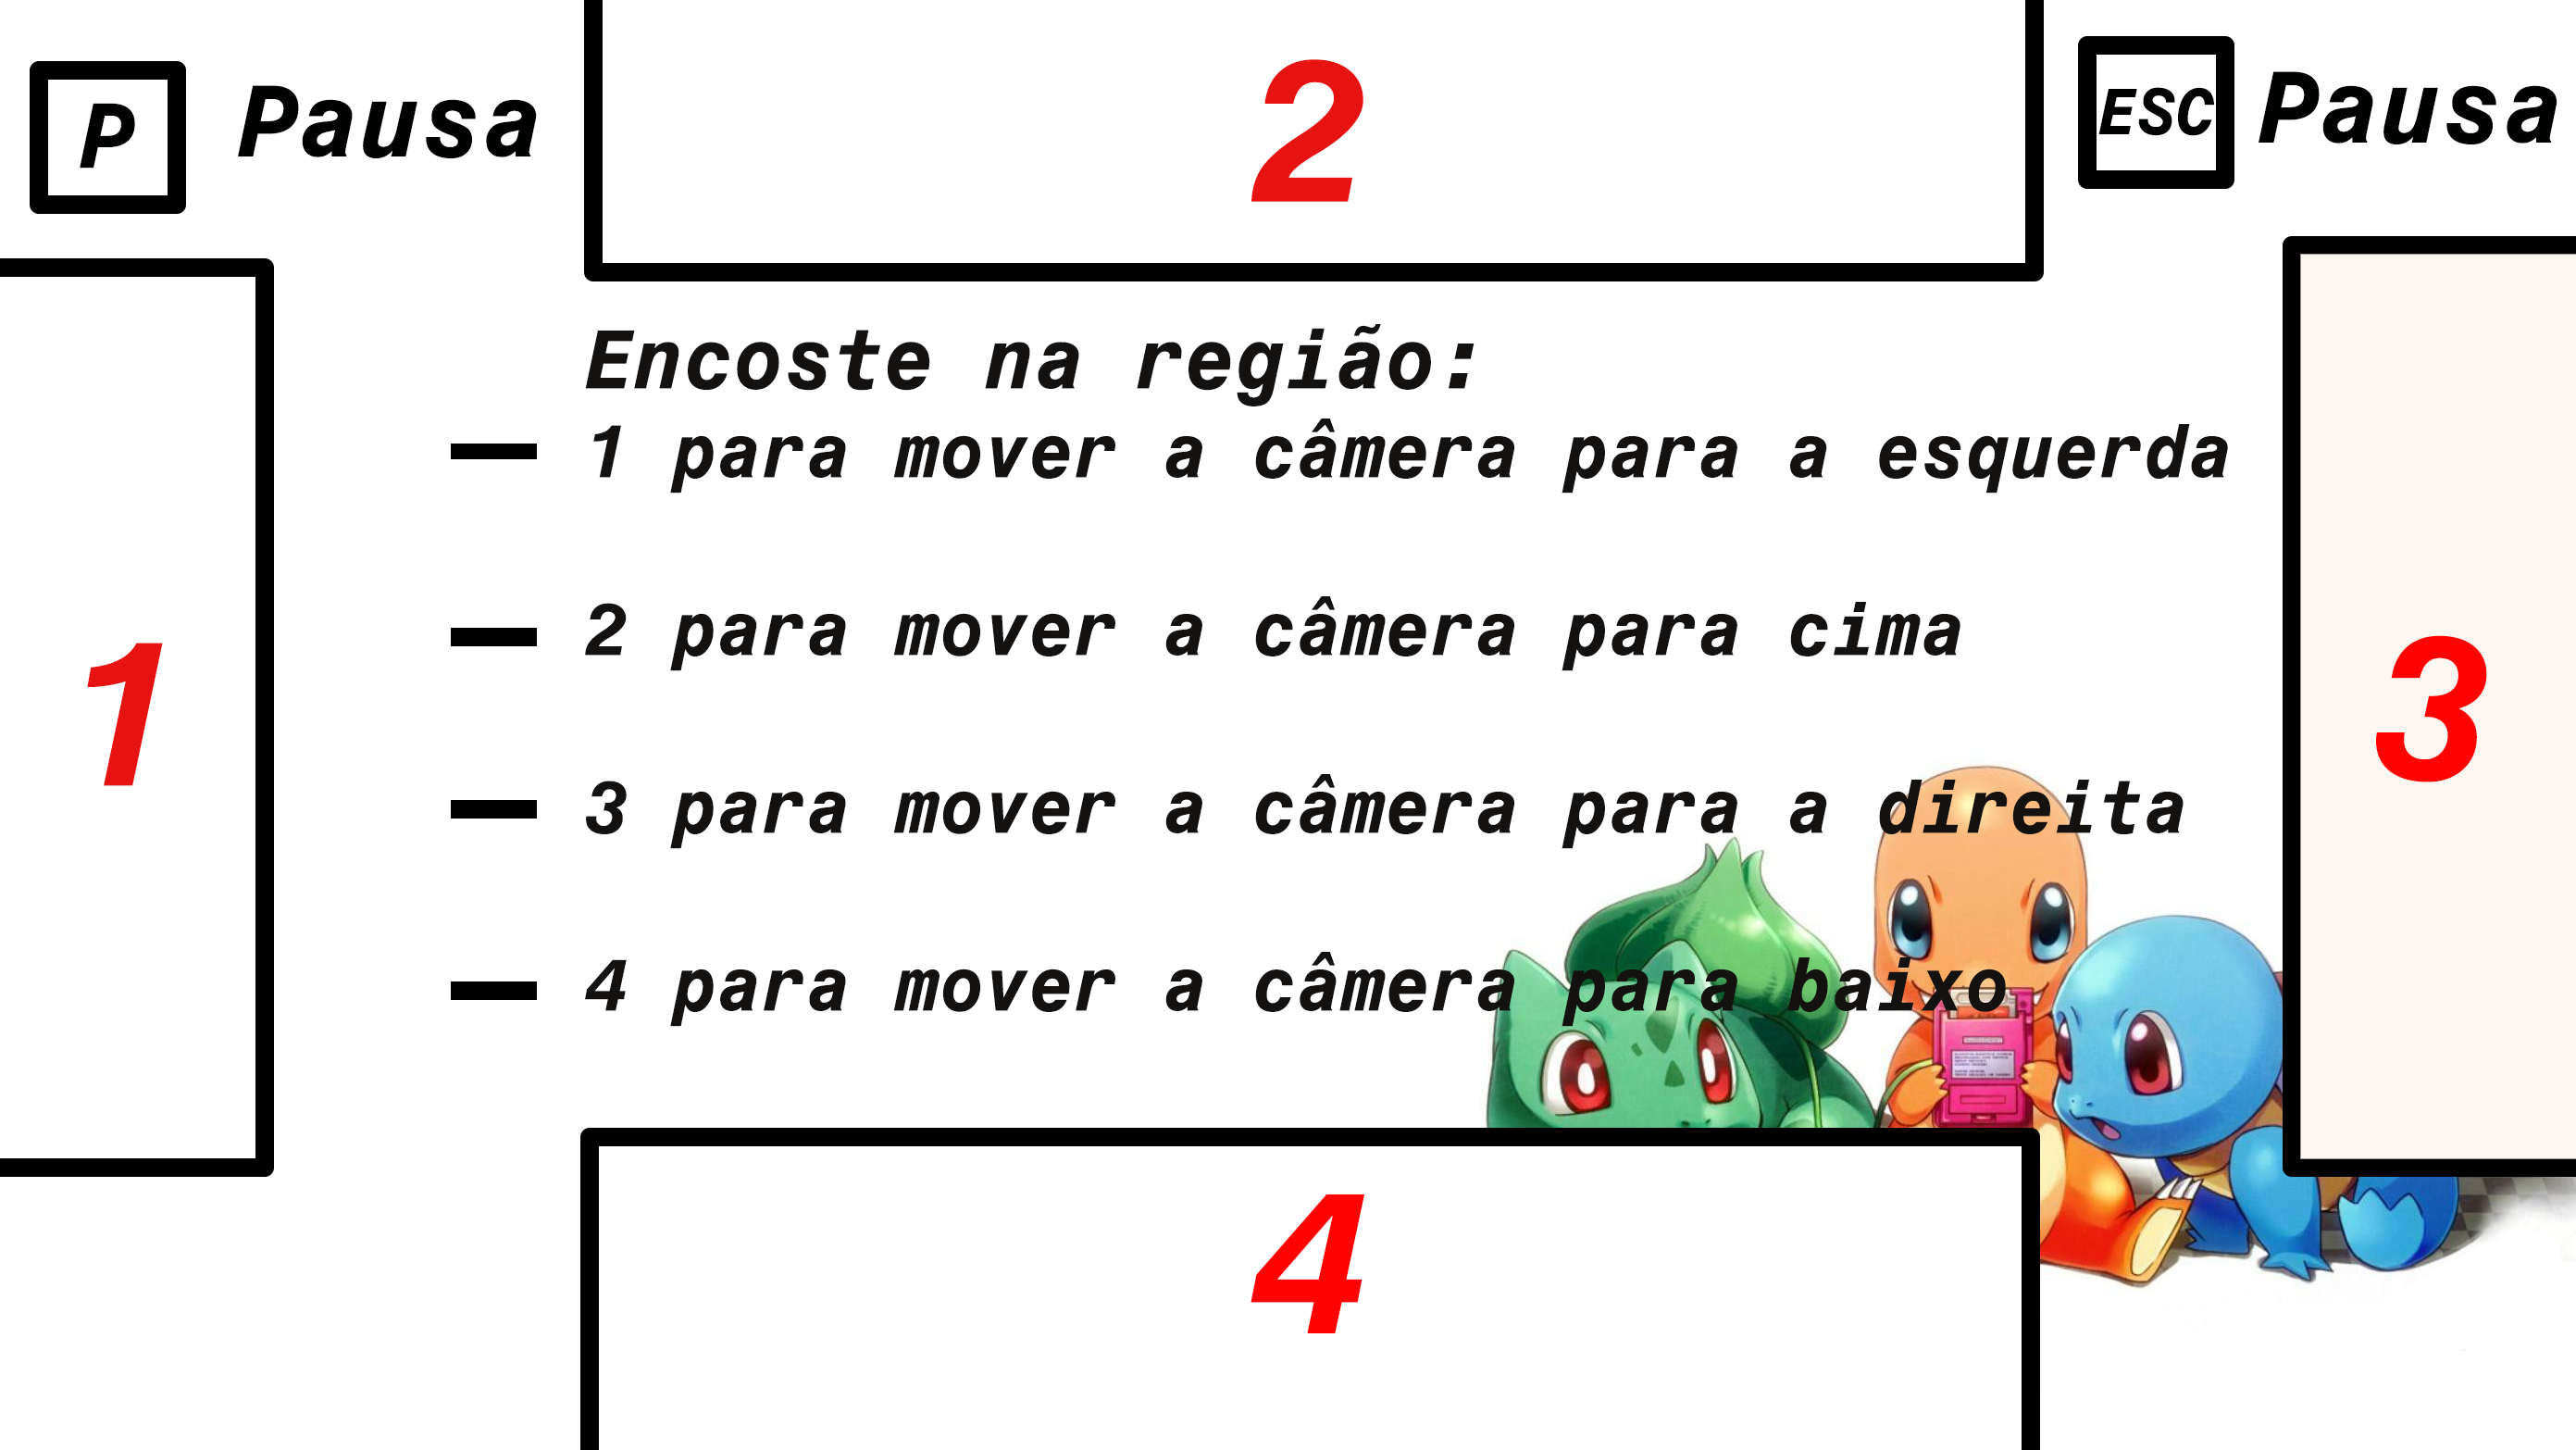 P Pausa
2
ESC Pausa
Encoste na região:
1 para mover a câmera para a esquerda
2 para mover a câmera para cima
3 para mover a câmera para a direita
4 para mover a câmera para baixo
1
3
4